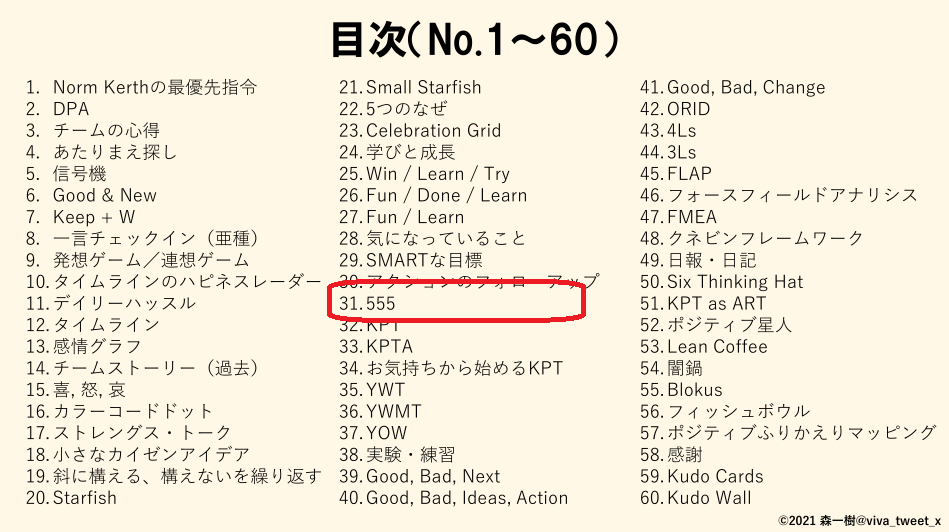 目次(No.1～60)
1. Norm Kerthの最優先指令
2. DPA
3. チームの心得
4. あたりまえ探し
5. 信号機
6. Good & New
7. Keep + W
8. 一言チェックイン（亜種）
9. 発想ゲーム／連想ゲーム
10. タイムラインのハピネスレーダー
11. デイリーハッスル
12. タイムライン
13. 感情グラフ
14. チームストーリー（過去）
15. 喜, 怒, 哀
16. カラーコードドット
17. ストレングス・トーク
18. 小さなカイゼンアイデア
19. 斜に構える、構えないを繰り返す
20. Starfish
21. Small Starfish
22. 5つのなぜ
23. Celebration Grid
24. 学びと成長
25. Win / Learn / Try
26. Fun / Done / Learn
27. Fun / Learn
28. 気になっていること
29. SMARTな目標
30. アクションのフォローアップ
31. 555
32. KPT
33. KPTA
34. お気持ちから始めるKPT
35. YWT
36. YWMT
37. YOW
38. 実験・練習
39. Good, Bad, Next
40. Good, Bad, Ideas, Action
41. Good, Bad, Change
42. ORID
43. 4Ls
44. 3Ls
45. FLAP
46. フォースフィールドアナリシス
47. FMEA
48. クネビンフレームワーク
49. 日報・日記
50. Six Thinking Hat
51. KPT as ART
52. ポジティブ星人
53. Lean Coffee
54. 闇鍋
55. Blokus
56. フィッシュボウル
57. ポジティブふりかえりマッピング
58. 感謝
59. Kudo Cards
60. Kudo Wall
©2021 森一樹@viva_tweet_x